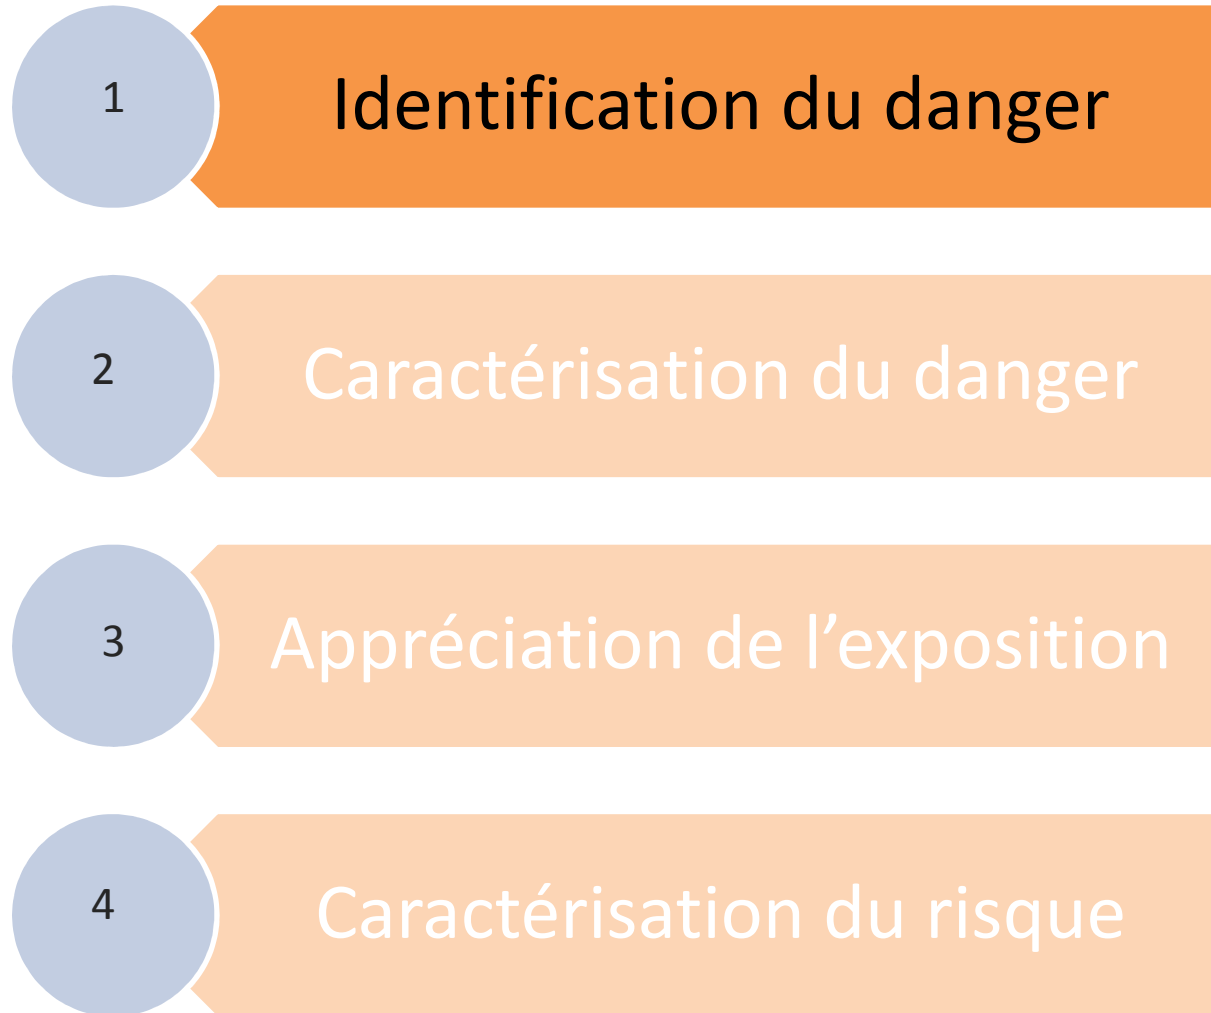 1
Identification du danger
2
Caractérisation du danger
3
Appréciation de l’exposition
4
Caractérisation du risque